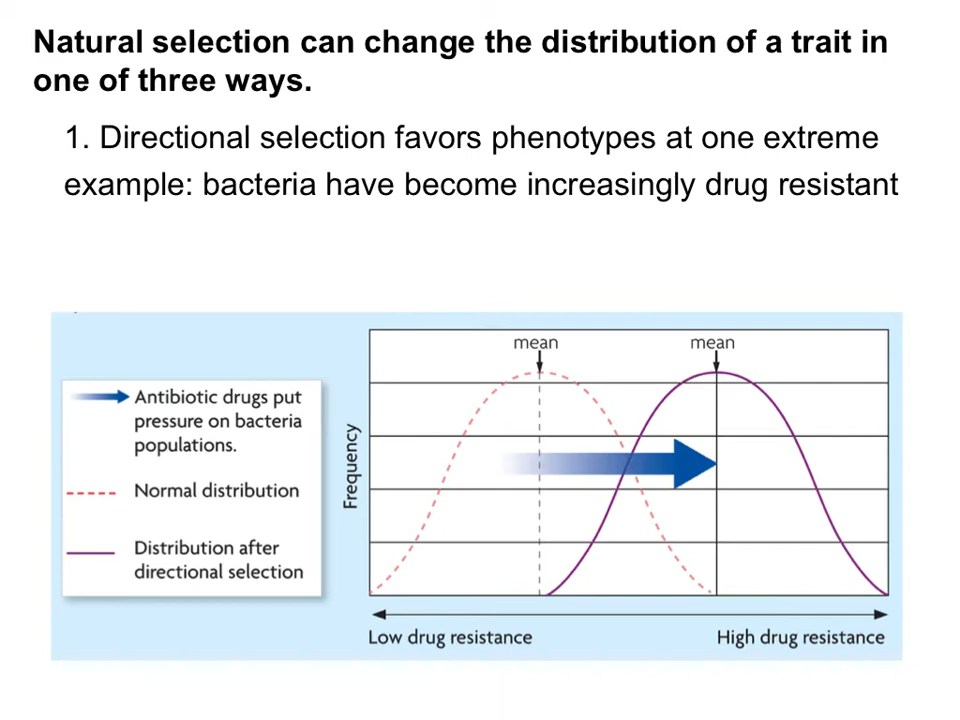 Natural selection can change the distribution of a trait in
one of three ways.
1. Directional selection favors phenotypes at one extreme
example: bacteria have become increasingly drug resistant
Antibiotic drugs put
pressure on bacteria
populations.
Normal distribution
Distribution after
directional selection
Frequency
mean
mean
Low drug resistance
High drug resistance